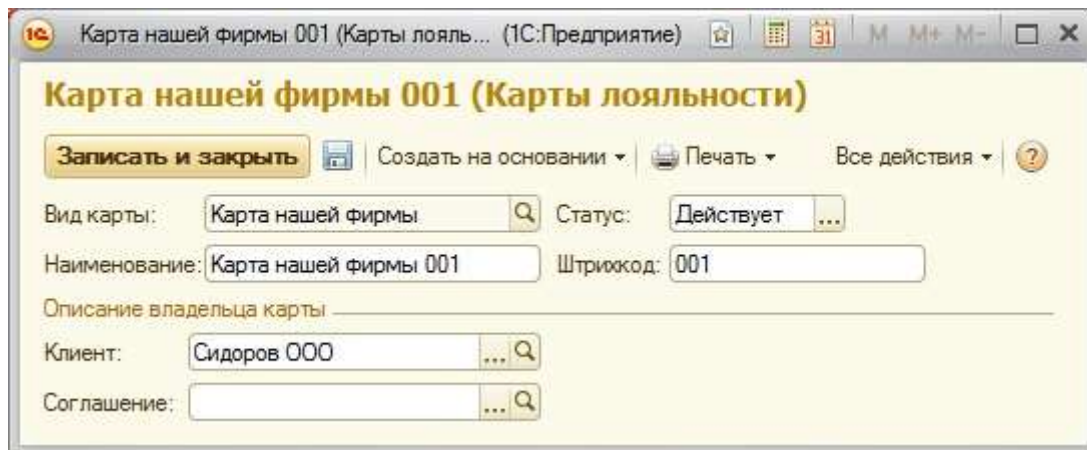 1С Карта нашей фирмы 001 (Карты лояль... (1С:Предприятие) 31 M M+ M-
Карта нашей фирмы 001 (Карты лояльности)
Записать и закрыть Создать на основании Печать Все действия ?
Вид карты: Карта нашей фирмы Статус: Действует ...
Наименование: Карта нашей фирмы 001 Штрихкод: 001
Описание владельца карты
Клиент: Сидоров ООО ...
Соглашение: ...